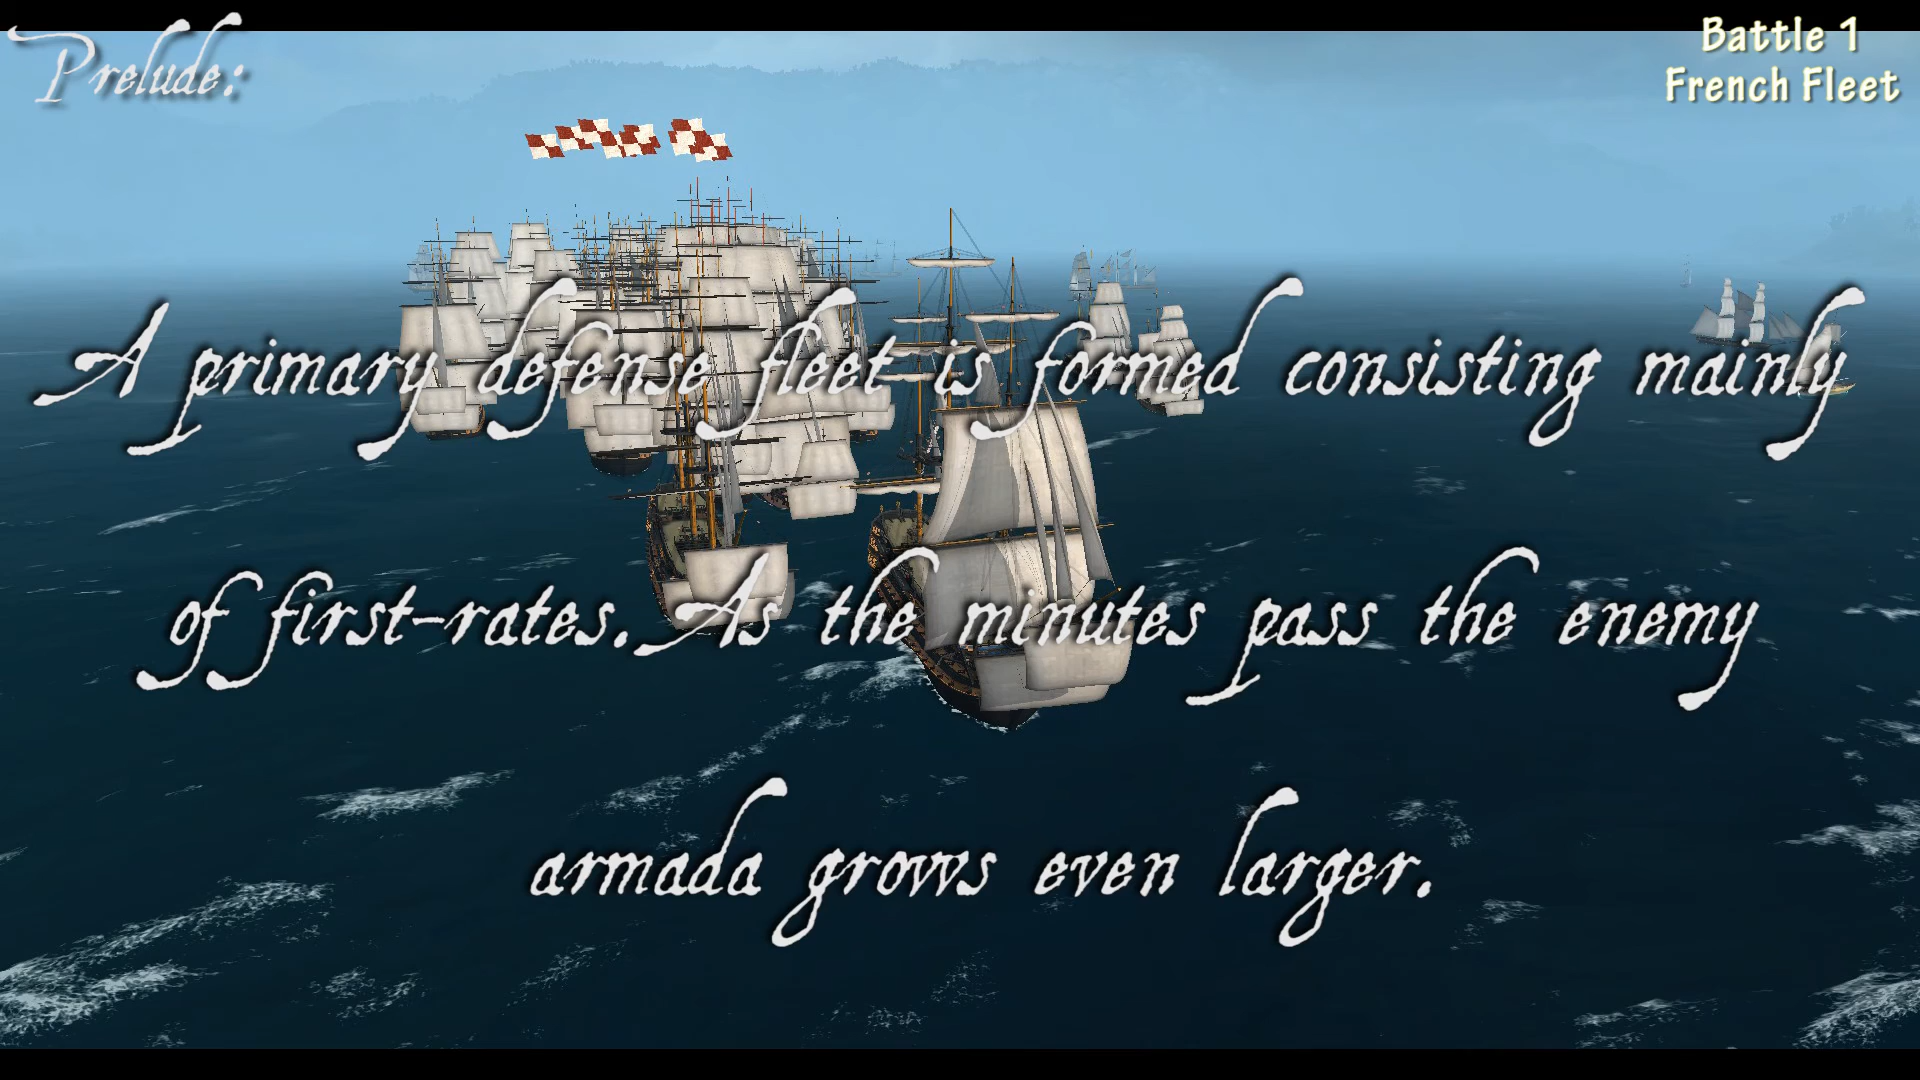 Prelude:
Battle 1
French Fleet
A primary defense fleet is formed consisting mainly
of first-rates. As the minutes pass the enemy
armada grows even larger.